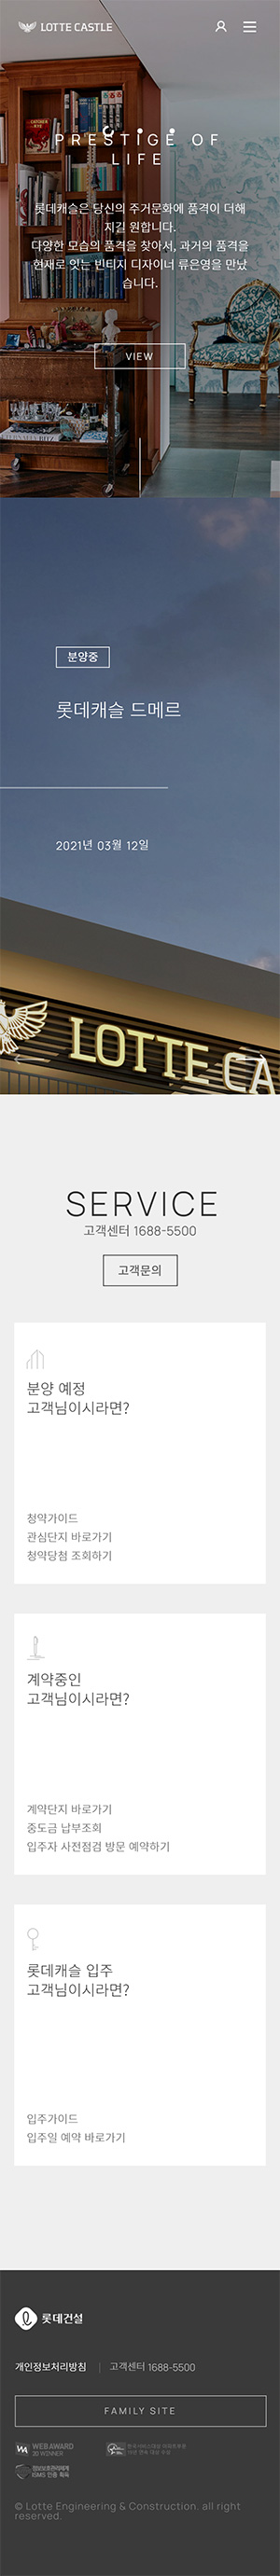 LOTTE CASTLE
PRESTIGE OF
LIFE
롯데캐슬은 당신의 주거문화에 품격이 더해
지길 원합니다.
다양한 모습의 품격을 찾아서, 과거의 품격을
현재로 잇는 빈티지 디자이너 류은영을 만났
습니다.
VIEW
분양중
롯데캐슬 드메르
2021년 03월 12일
LOTTE CA
SERVICE
고객센터 1688-5500
고객문의
분양 예정
고객님이시라면?
청약가이드
관심단지 바로가기
청약당첨 조회하기
계약중인
고객님이시라면?
계약단지 바로가기
중도금 납부조회
입주자 사전점검 방문 예약하기
롯데캐슬 입주
고객님이시라면?
입주가이드
입주일 예약 바로가기
롯데건설
개인정보처리방침 | 고객센터 1688-5500
FAMILY SITE
WEB AWARD
20 WINNER
정보보호관리체계
ISMS 인증 획득
© Lotte Engineering & Construction. all right
reserved.